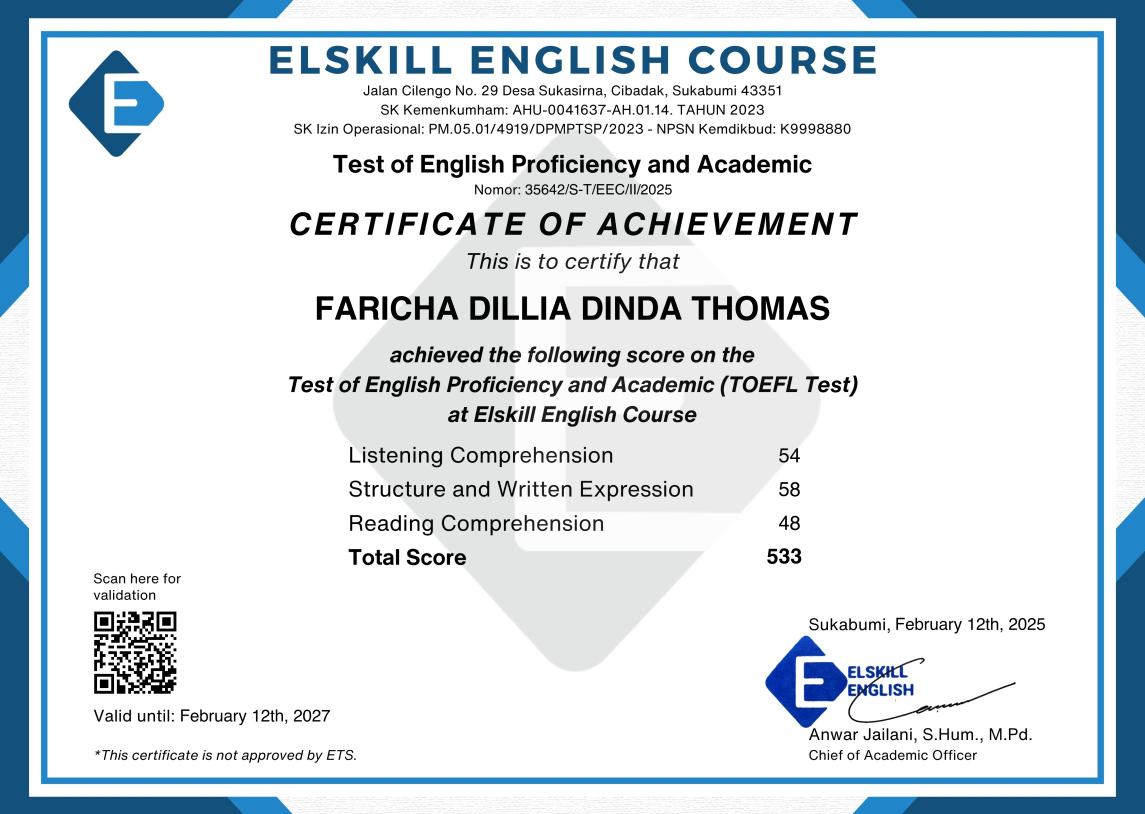 ELSKILL ENGLISH COURSE
Jalan Cilengo No. 29 Desa Sukasirna, Cibadak, Sukabumi 43351
SK Kemenkumham: AHU-0041637-AH.01.14. TAHUN 2023
SK Izin Operasional: PM.05.01/4919/DPMPTSP/2023 - NPSN Kemdikbud: K9998880
Test of English Proficiency and Academic
Nomor: 35642/S-T/EEC/II/2025
CERTIFICATE OF ACHIEVEMENT
This is to certify that
FARICHA DILLIA DINDA THOMAS
achieved the following score on the
Test of English Proficiency and Academic (TOEFL Test)
at Elskill English Course
Listening Comprehension 54
Structure and Written Expression 58
Reading Comprehension 48
Total Score 533
Scan here for
validation
Valid until: February 12th, 2027
*This certificate is not approved by ETS.
Sukabumi, February 12th, 2025
ELSKILL
ENGLISH
Anwar Jailani, S.Hum., M.Pd.
Chief of Academic Officer